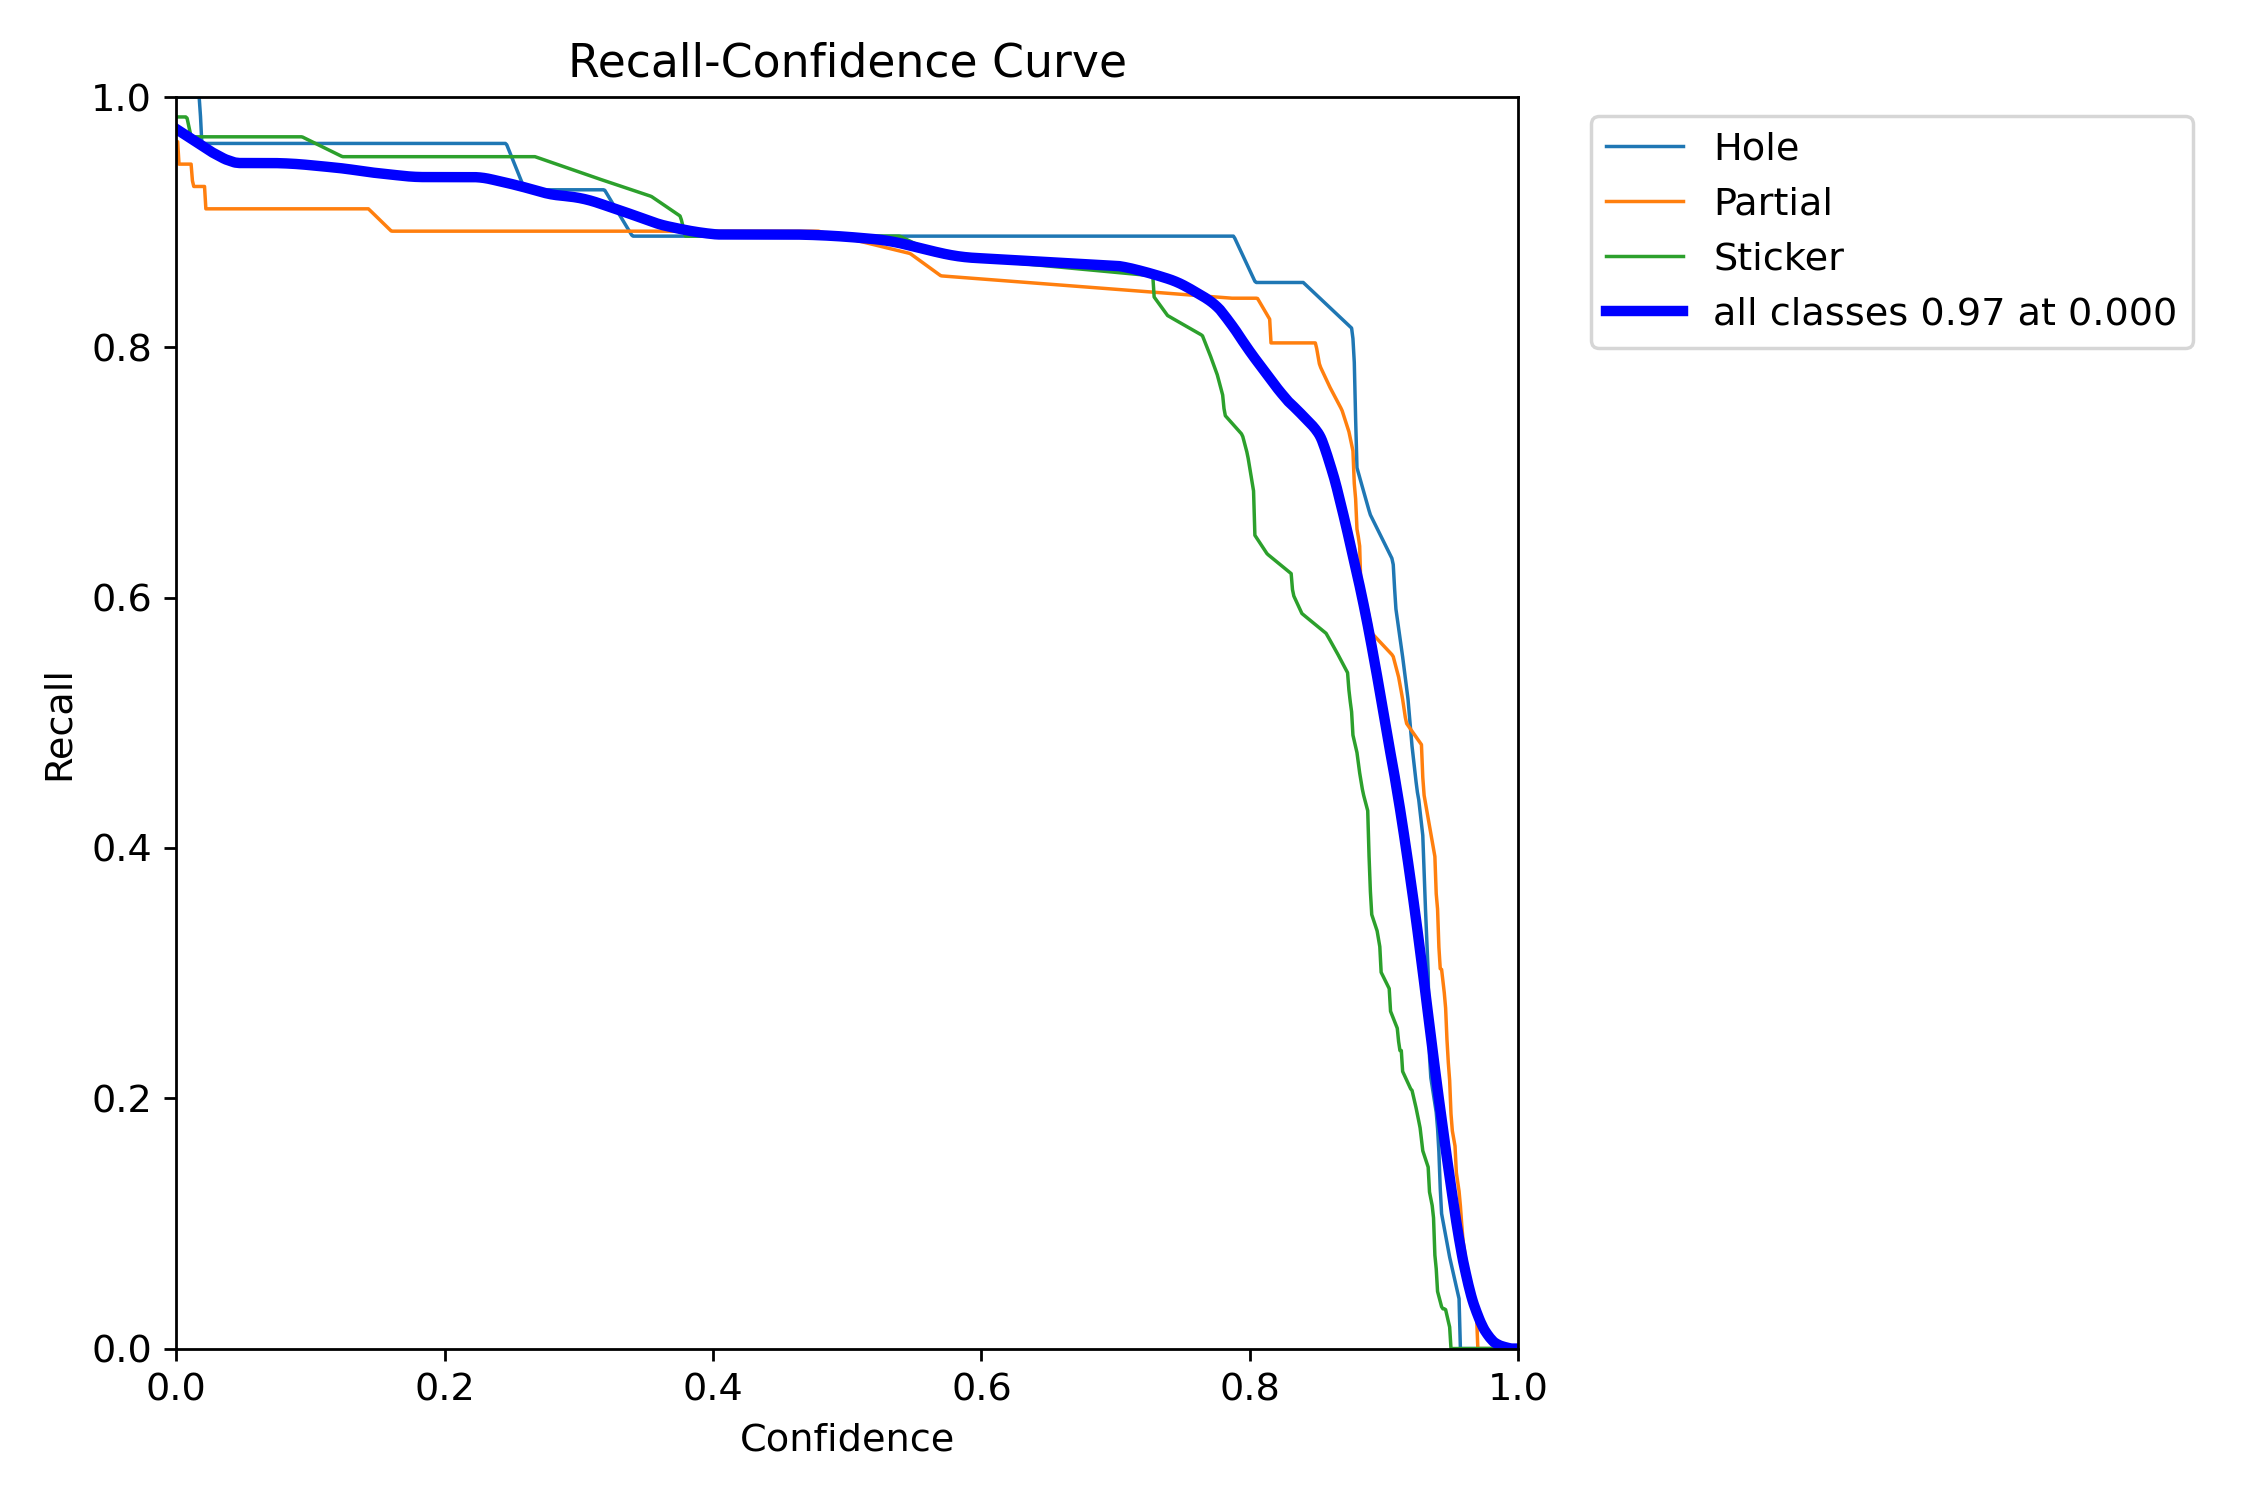 Recall-Confidence Curve
1.0
0.8
0.6
0.4
0.2
0.0
Recall
0.0 0.2 0.4 0.6 0.8 1.0
Confidence
Hole
Partial
Sticker
all classes 0.97 at 0.000